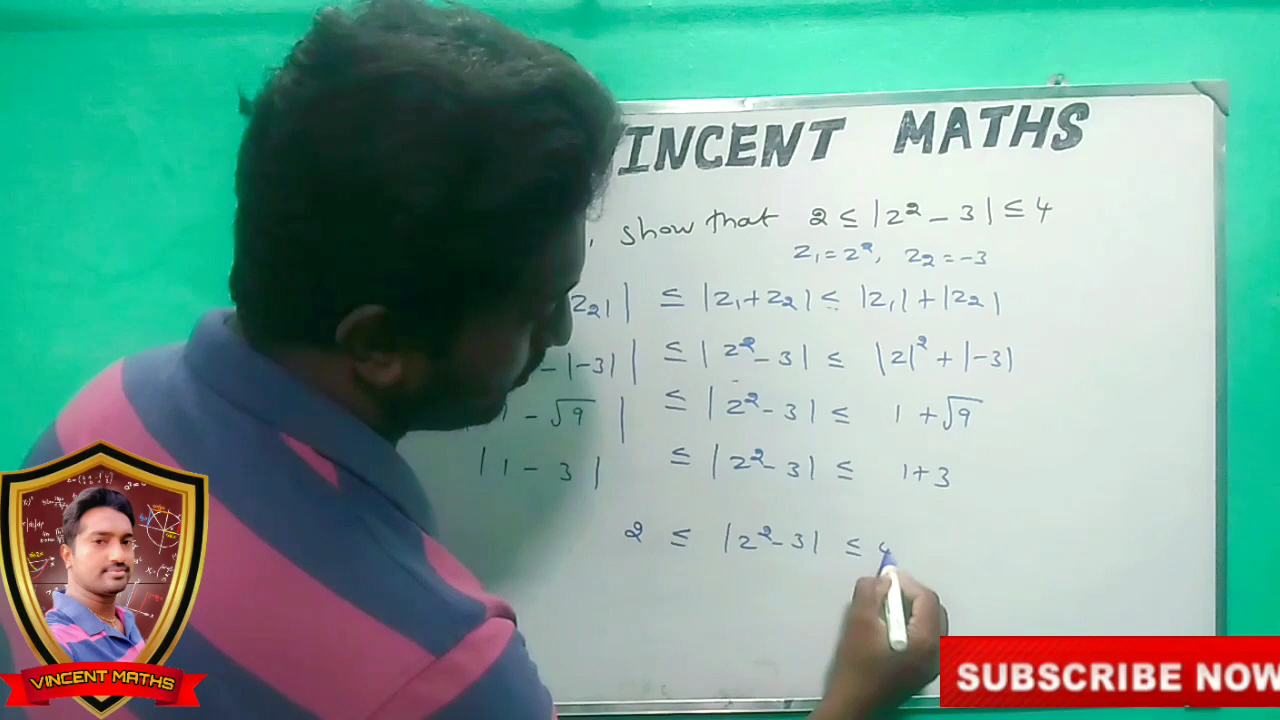 VINCENT MATHS
, show that 2 ≤ |z² - 3| ≤ 4
z₁ = z², z₂ = -3
z₂| | ≤ |z₁ + z₂| ≤ |z₁| + |z₂|
- |-3| | ≤ | z² - 3| ≤ |z|² + |-3|
1 - √9 | ≤ | z² - 3| ≤ 1 + √9
| 1 - 3 | ≤ | z² - 3| ≤ 1 + 3
2 ≤ | z² - 3| ≤ 4
VINCENT MATHS
SUBSCRIBE NOW